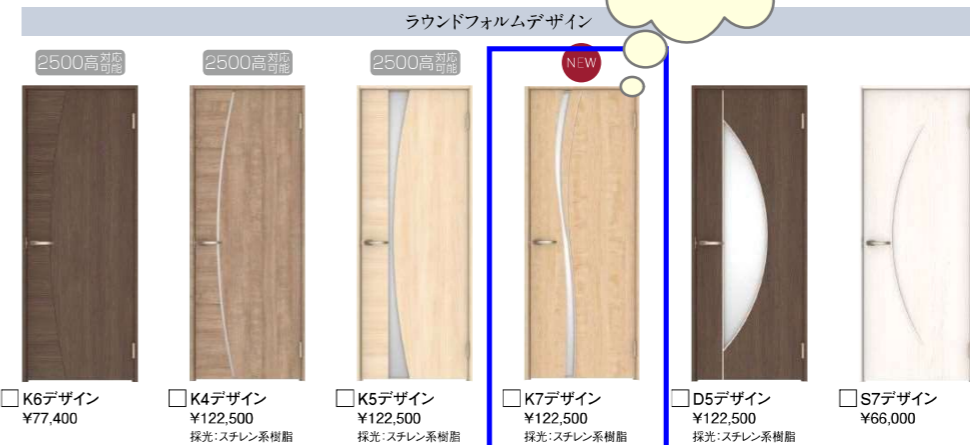 ラウンドフォルムデザイン
2500高対応可能
2500高対応可能
2500高対応可能
NEW
K6デザイン
¥77,400
K4デザイン
¥122,500
採光:スチレン系樹脂
K5デザイン
¥122,500
採光:スチレン系樹脂
K7デザイン
¥122,500
採光:スチレン系樹脂
D5デザイン
¥122,500
採光:スチレン系樹脂
S7デザイン
¥66,000